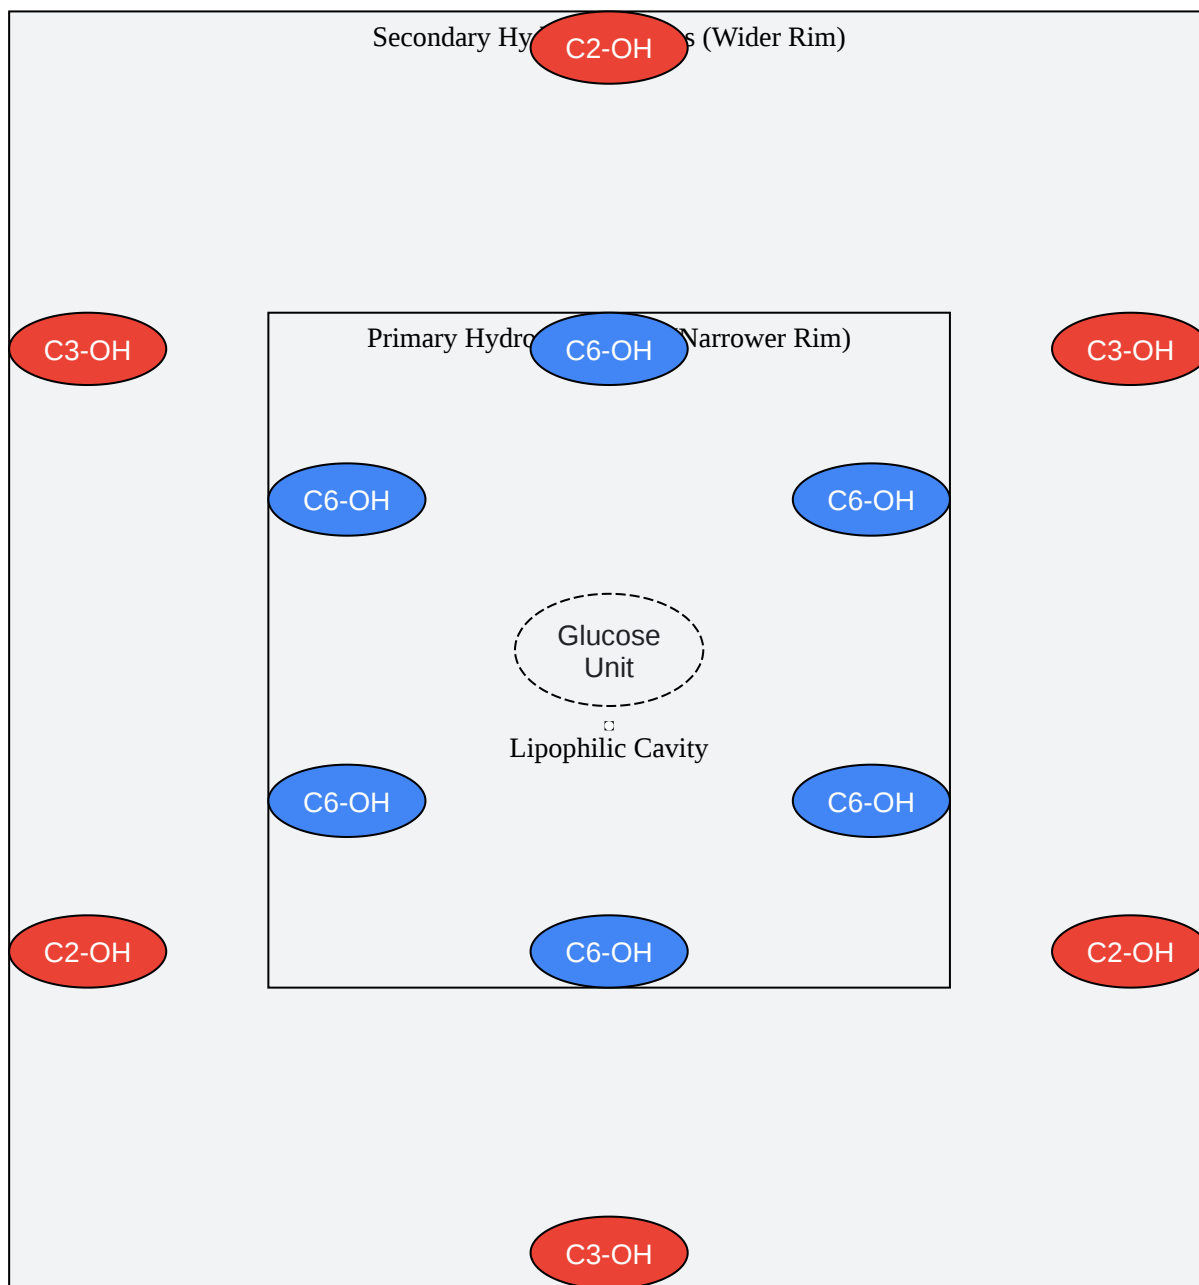 Secondary Hy s (Wider Rim)
C2-OH
C3-OH
C3-OH
Primary Hydro (Narrower Rim)
C6-OH
C6-OH
C6-OH
Glucose
Unit
Lipophilic Cavity
C6-OH
C6-OH
C2-OH
C6-OH
C2-OH
C3-OH